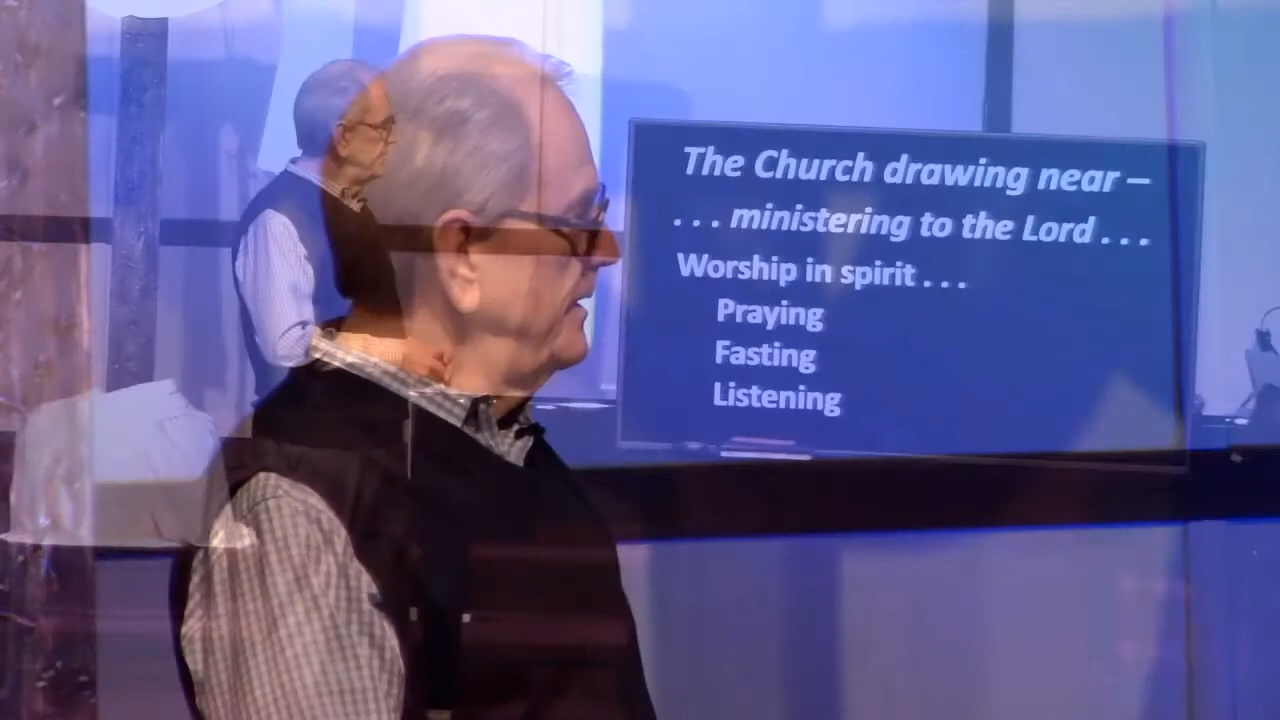 The Church drawing near –
. . . ministering to the Lord . . .
Worship in spirit . . .
Praying
Fasting
Listening